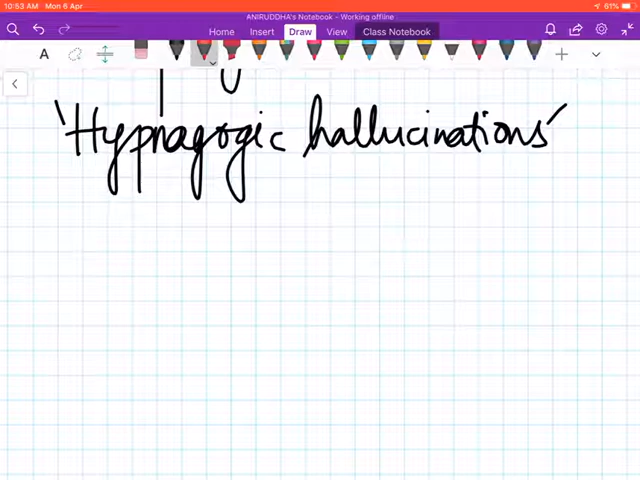 10:53 AM Mon 6 Apr
61%
ANIRUDDHA's Notebook - Working offline
Home Insert Draw View Class Notebook
A
'Hypnagogic hallucinations'